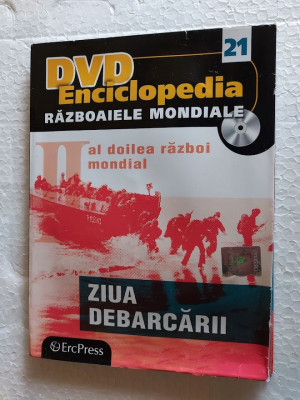 21
DVD
Enciclopedia
RĂZBOAIELE MONDIALE
II al doilea război
mondial
ZIUA
DEBARCĂRII
ErcPress